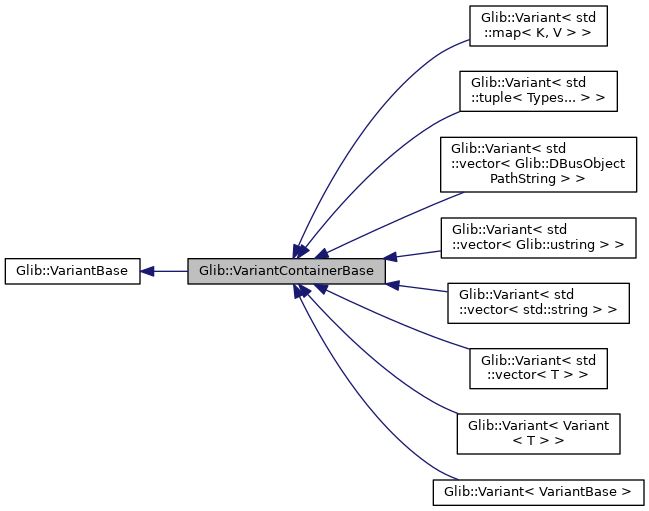 Glib::VariantBase
Glib::VariantContainerBase
Glib::Variant< std
::map< K, V > >
Glib::Variant< std
::tuple< Types... > >
Glib::Variant< std
::vector< Glib::DBusObject
PathString > >
Glib::Variant< std
::vector< Glib::ustring > >
Glib::Variant< std
::vector< std::string > >
Glib::Variant< std
::vector< T > >
Glib::Variant< Variant
< T > >
Glib::Variant< VariantBase >